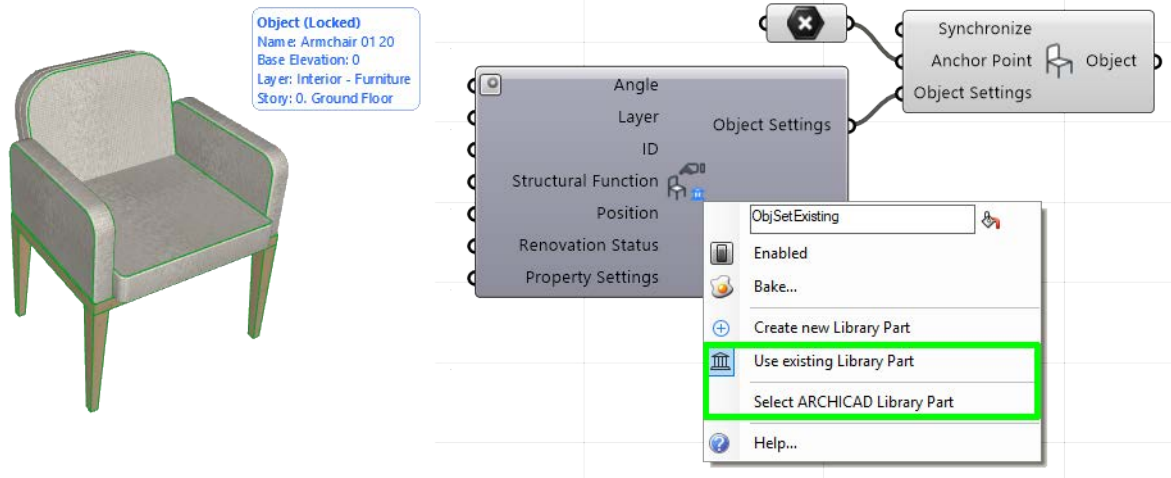 Object (Locked)
Name: Armchair 01 20
Base Elevation: 0
Layer: Interior - Furniture
Story: 0. Ground Floor
Synchronize
Anchor Point
Object Settings
Object
Angle
Layer
ID
Structural Function
Position
Renovation Status
Property Settings
Object Settings
ObjSetExisting
Enabled
Bake...
Create new Library Part
Use existing Library Part
Select ARCHICAD Library Part
Help...